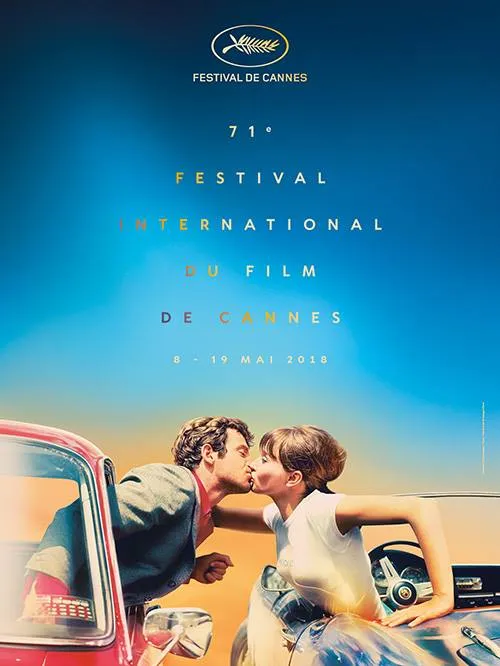 FESTIVAL DE CANNES
71e
FESTIVAL
INTERNATIONAL
DU FILM
DE CANNES
8 - 19 MAI 2018